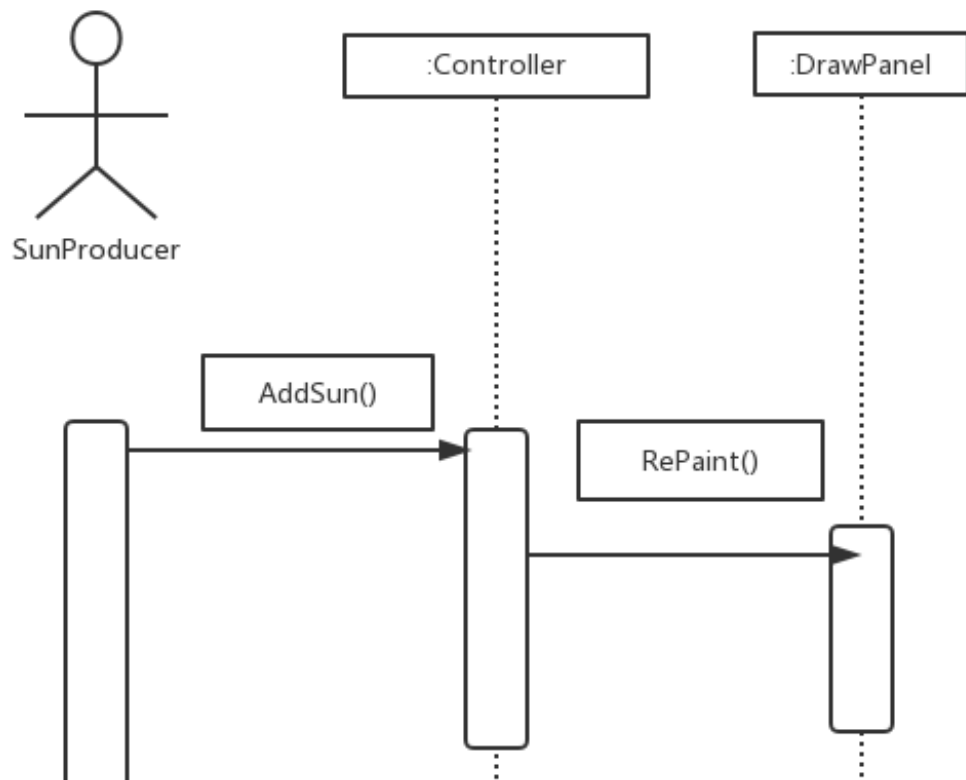 :Controller
:DrawPanel
SunProducer
AddSun()
RePaint()